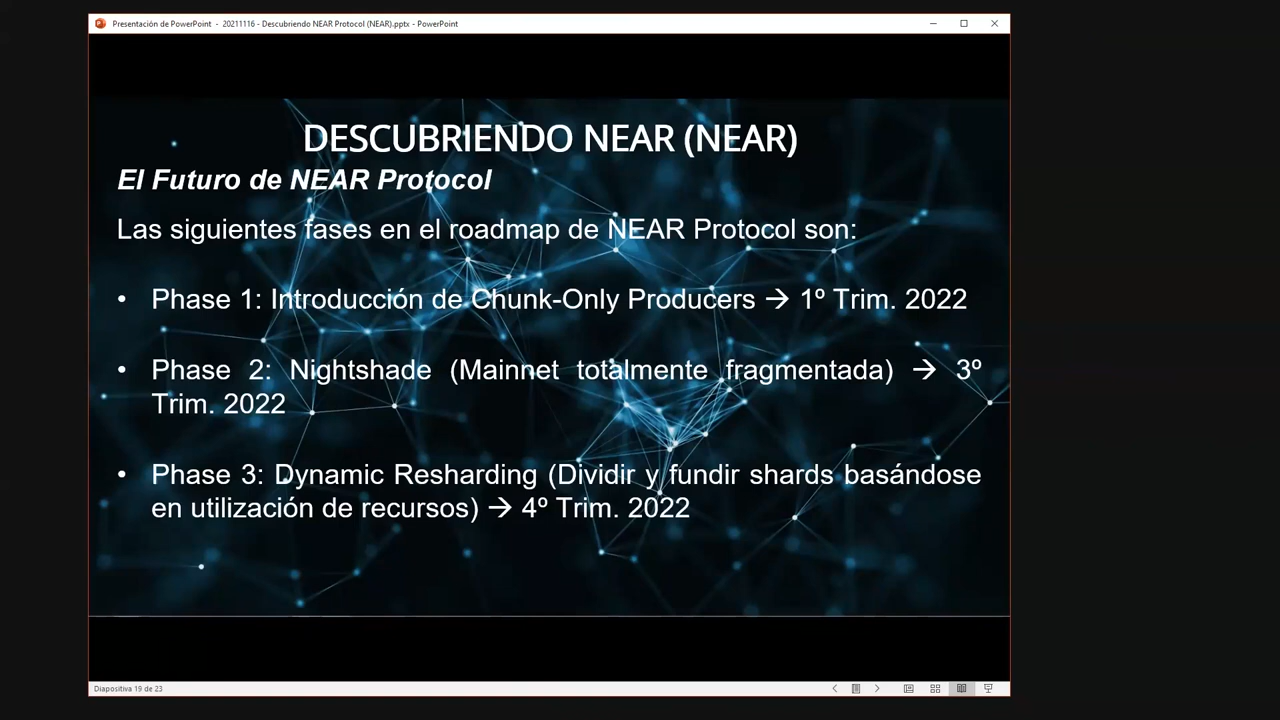 Presentación de PowerPoint - 20211116 - Descubriendo NEAR Protocol (NEAR).pptx - PowerPoint
DESCUBRIENDO NEAR (NEAR)
El Futuro de NEAR Protocol
Las siguientes fases en el roadmap de NEAR Protocol son:
• Phase 1: Introducción de Chunk-Only Producers → 1º Trim. 2022
• Phase 2: Nightshade (Mainnet totalmente fragmentada) → 3º
Trim. 2022
• Phase 3: Dynamic Resharding (Dividir y fundir shards basándose
en utilización de recursos) → 4º Trim. 2022
Diapositiva 19 de 23